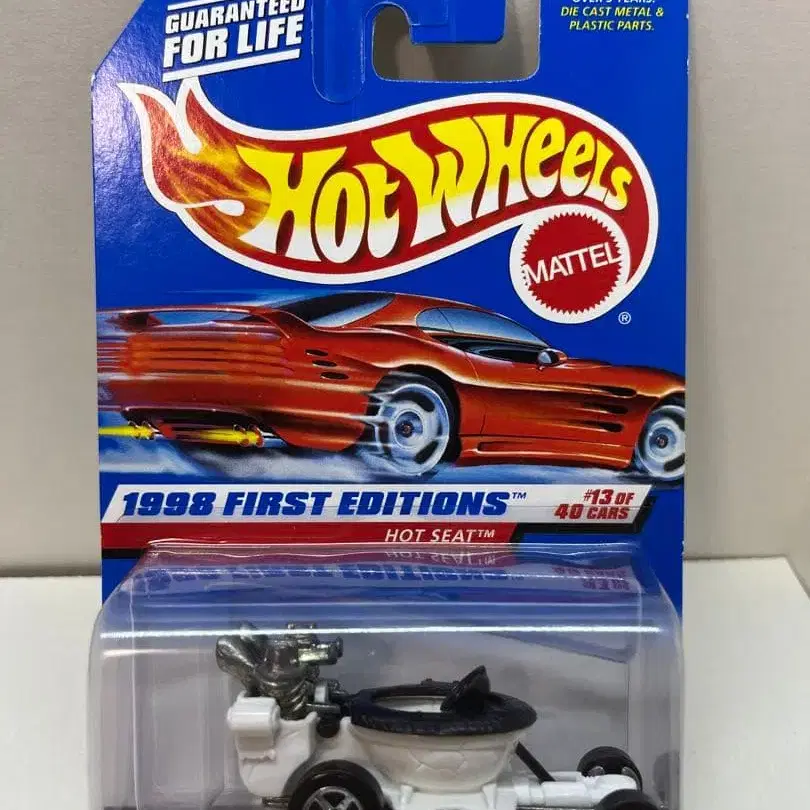 GUARANTEED
FOR LIFE
OVER 3 YEARS.
DIE CAST METAL &
PLASTIC PARTS.
HOT WHEELS
MATTEL
®
1998 FIRST EDITIONS™
#13 OF
40 CARS
HOT SEAT™